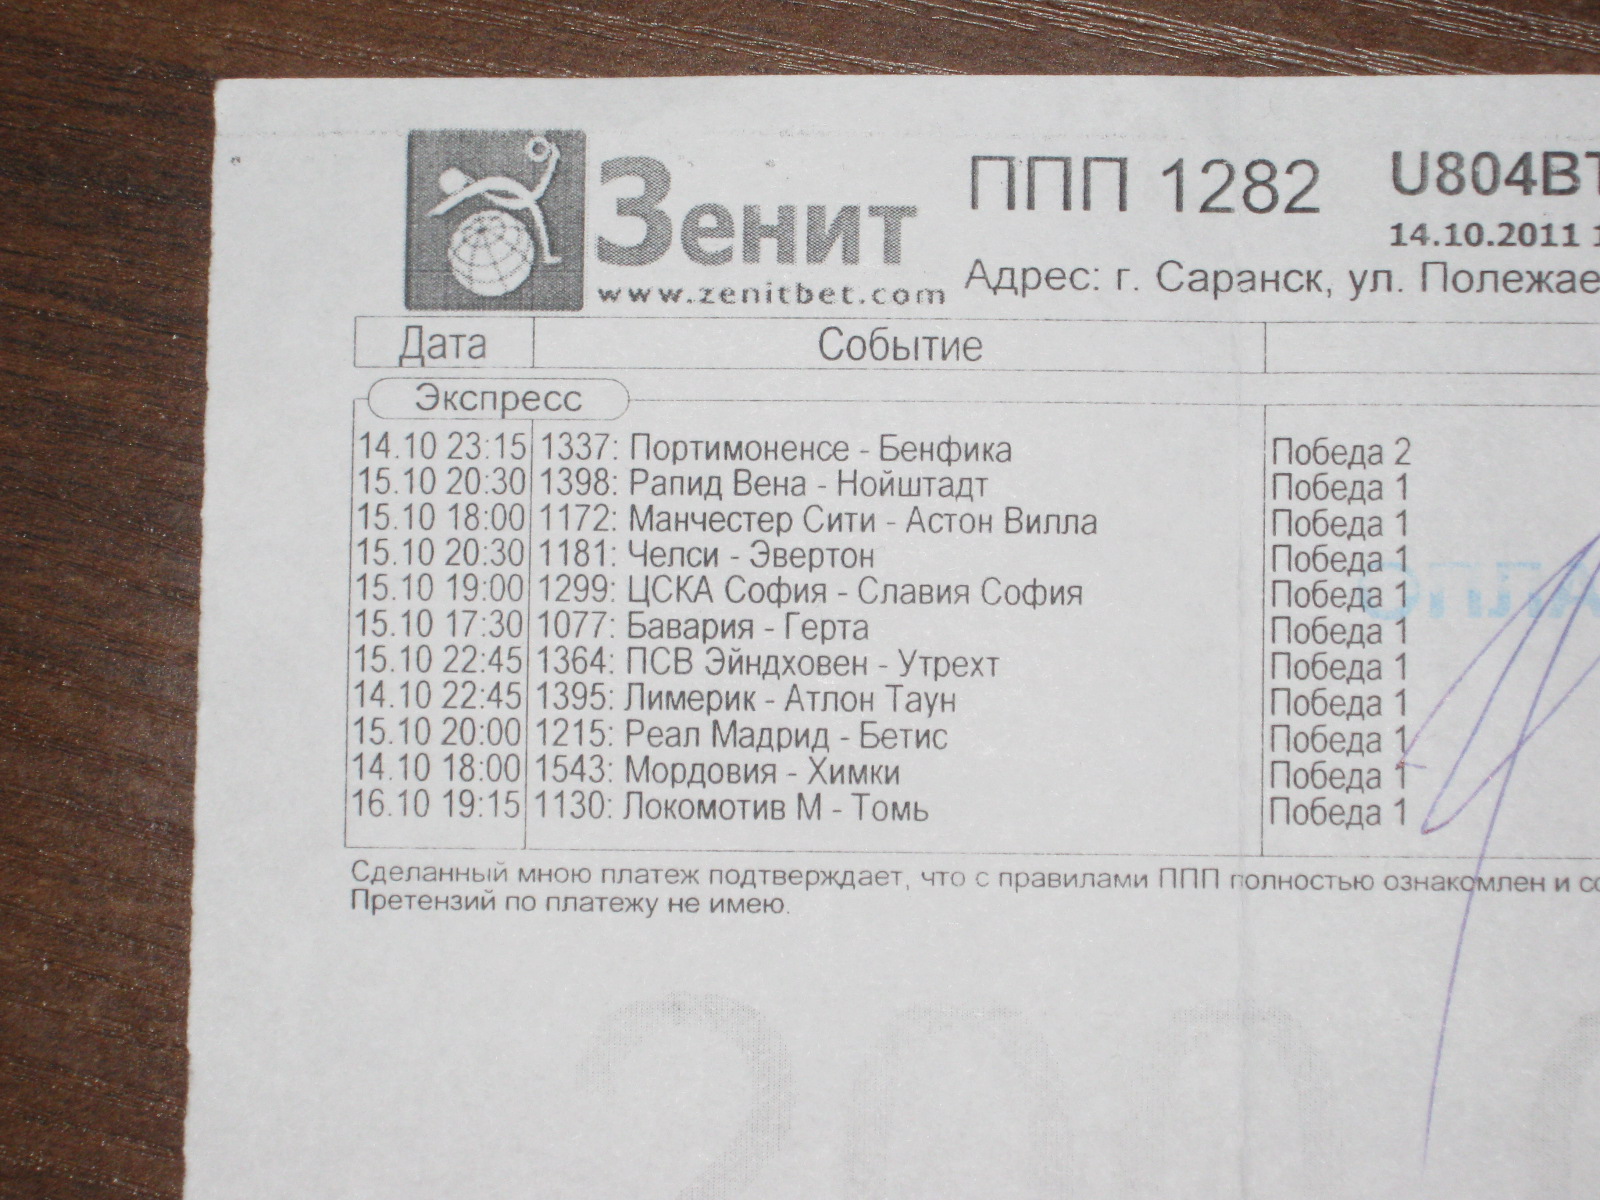 Зенит ППП 1282 U804BT
14.10.2011
www.zenitbet.com Адрес: г. Саранск, ул. Полежае
Дата Событие
Экспресс
14.10 23:15 1337: Портимоненсе - Бенфика Победа 2
15.10 20:30 1398: Рапид Вена - Нойштадт Победа 1
15.10 18:00 1172: Манчестер Сити - Астон Вилла Победа 1
15.10 20:30 1181: Челси - Эвертон Победа 1
15.10 19:00 1299: ЦСКА София - Славия София Победа 1
15.10 17:30 1077: Бавария - Герта Победа 1
15.10 22:45 1364: ПСВ Эйндховен - Утрехт Победа 1
14.10 22:45 1395: Лимерик - Атлон Таун Победа 1
15.10 20:00 1215: Реал Мадрид - Бетис Победа 1
14.10 18:00 1543: Мордовия - Химки Победа 1
16.10 19:15 1130: Локомотив М - Томь Победа 1
Сделанный мною платеж подтверждает, что с правилами ППП полностью ознакомлен и со
Претензий по платежу не имею.